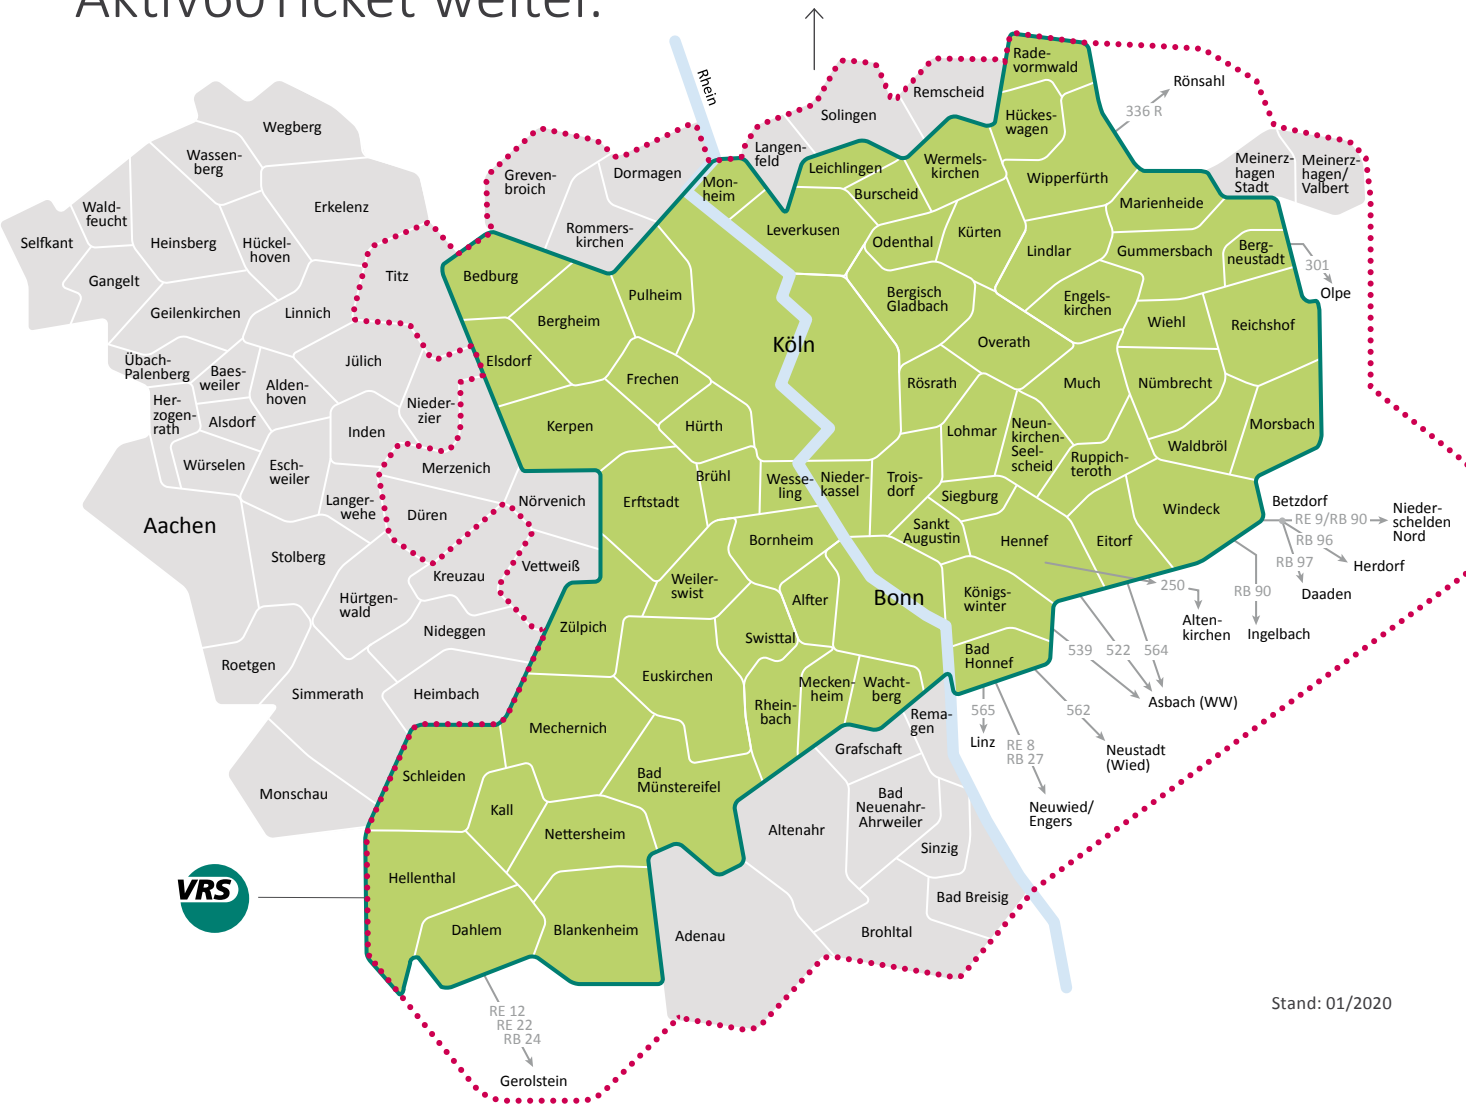 Aktiv60Ticket weiter.
Rhein
Rade-
vormwald
Rönsahl
336 R
Remscheid
Solingen
Hückes-
wagen
Wegberg
Wassen-
berg
Langen-
feld
Leichlingen
Wermels-
kirchen
Meinerz-
hagen
Stadt
Meinerz-
hagen/
Valbert
Greven-
broich
Dormagen
Mon-
heim
Burscheid
Wipperfürth
Marienheide
Wald-
feucht
Erkelenz
Selfkant
Heinsberg
Hückel-
hoven
Rommers-
kirchen
Leverkusen
Odenthal
Kürten
Lindlar
Gummersbach
Berg-
neustadt
301
Olpe
Gangelt
Titz
Bedburg
Pulheim
Bergisch
Gladbach
Engels-
kirchen
Geilenkirchen
Linnich
Bergheim
Köln
Overath
Wiehl
Reichshof
Übach-
Palenberg
Baes-
weiler
Alden-
hoven
Jülich
Elsdorf
Frechen
Rösrath
Much
Nümbrecht
Her-
zogen-
rath
Alsdorf
Inden
Nieder-
zier
Kerpen
Hürth
Lohmar
Neun-
kirchen-
Seel-
scheid
Ruppich-
teroth
Waldbröl
Morsbach
Würselen
Esch-
weiler
Merzenich
Langer-
wehe
Düren
Nörvenich
Erftstadt
Brühl
Wesse-
ling
Nieder-
kassel
Trois-
dorf
Siegburg
Windeck
Betzdorf
RE 9/RB 90
Nieder-
schelden
Nord
RB 96
Herdorf
RB 97
Daaden
RB 90
Ingelbach
Aachen
Stolberg
Kreuzau
Vettweiß
Bornheim
Sankt
Augustin
Hennef
Eitorf
250
Alten-
kirchen
Hürtgen-
wald
Nideggen
Zülpich
Weiler-
swist
Alfter
Swisttal
Bonn
Königs-
winter
Bad
Honnef
539
522
564
Asbach (WW)
Roetgen
Simmerath
Heimbach
Euskirchen
Rhein-
bach
Mecken-
heim
Wacht-
berg
Rema-
gen
565
Linz
RE 8
RB 27
562
Neustadt
(Wied)
Neuwied/
Engers
Mechernich
Grafschaft
Monschau
Schleiden
Kall
Bad
Münstereifel
Nettersheim
Altenahr
Bad
Neuenahr-
Ahrweiler
Sinzig
VRS
Hellenthal
Dahlem
Blankenheim
Adenau
Brohltal
Bad Breisig
RE 12
RE 22
RB 24
Gerolstein
Stand: 01/2020